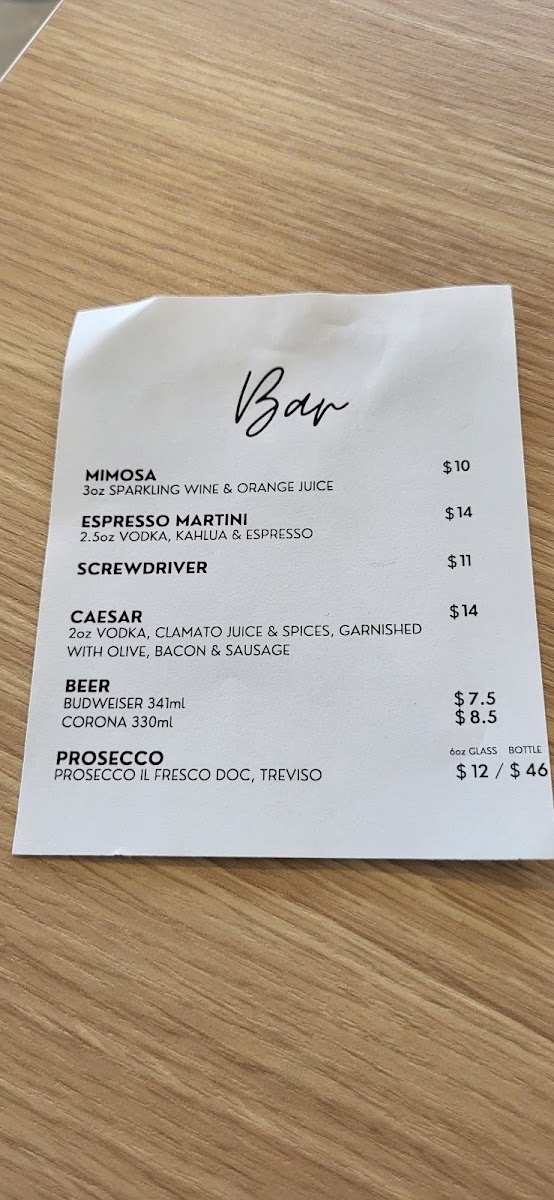 Bar
MIMOSA $10
3oz SPARKLING WINE & ORANGE JUICE
ESPRESSO MARTINI $14
2.5oz VODKA, KAHLUA & ESPRESSO
SCREWDRIVER $11
CAESAR $14
2oz VODKA, CLAMATO JUICE & SPICES, GARNISHED
WITH OLIVE, BACON & SAUSAGE
BEER
BUDWEISER 341ml $7.5
CORONA 330ml $8.5
PROSECCO 6oz GLASS BOTTLE
PROSECCO IL FRESCO DOC, TREVISO $12 / $46